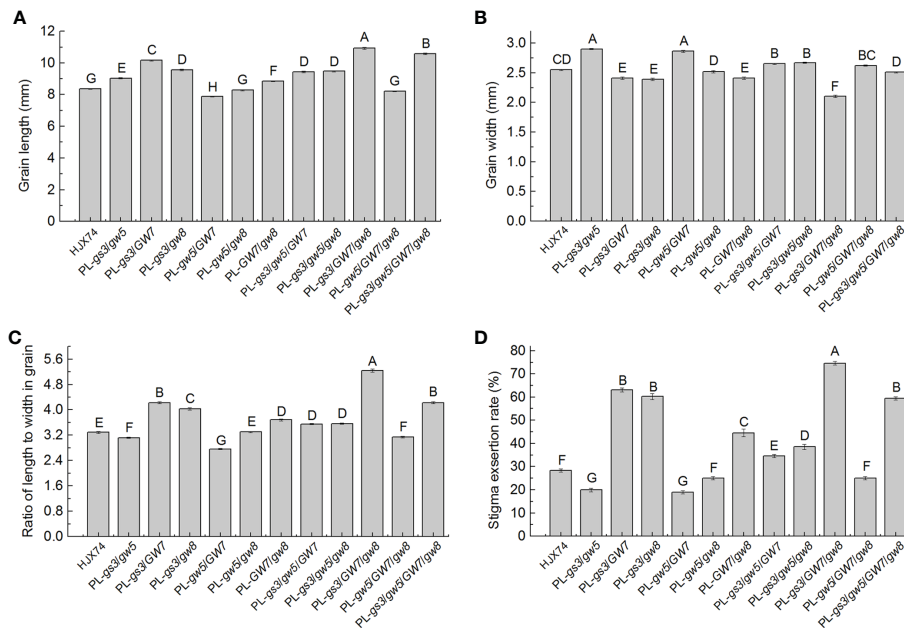 A
Grain length (mm)
12
10
8
6
4
2
0
G
E
C
D
H
G
F
D
D
A
G
B
HJX74
PL-gs3/gw5
PL-gs3/GW7
PL-gs3/gw8
PL-gw5/GW7
PL-gw5/gw8
PL-GW7/gw8
PL-gs3/gw5/GW7
PL-gs3/gw5/gw8
PL-gs3/GW7/gw8
PL-gw5/GW7/gw8
PL-gs3/gw5/GW7/gw8
B
Grain width (mm)
3.0
2.5
2.0
1.5
1.0
0.5
0.0
CD
A
E
E
A
D
E
B
B
F
BC
D
HJX74
PL-gs3/gw5
PL-gs3/GW7
PL-gs3/gw8
PL-gw5/GW7
PL-gw5/gw8
PL-GW7/gw8
PL-gs3/gw5/GW7
PL-gs3/gw5/gw8
PL-gs3/GW7/gw8
PL-gw5/GW7/gw8
PL-gs3/gw5/GW7/gw8
C
Ratio of length to width in grain
5.6
4.8
4.0
3.2
2.4
1.6
0.8
0.0
E
F
B
C
G
E
D
D
D
A
F
B
HJX74
PL-gs3/gw5
PL-gs3/GW7
PL-gs3/gw8
PL-gw5/GW7
PL-gw5/gw8
PL-GW7/gw8
PL-gs3/gw5/GW7
PL-gs3/gw5/gw8
PL-gs3/GW7/gw8
PL-gw5/GW7/gw8
PL-gs3/gw5/GW7/gw8
D
Stigma exsertion rate (%)
80
70
60
50
40
30
20
10
0
F
G
B
B
G
F
C
E
D
A
F
B
HJX74
PL-gs3/gw5
PL-gs3/GW7
PL-gs3/gw8
PL-gw5/GW7
PL-gw5/gw8
PL-GW7/gw8
PL-gs3/gw5/GW7
PL-gs3/gw5/gw8
PL-gs3/GW7/gw8
PL-gw5/GW7/gw8
PL-gs3/gw5/GW7/gw8